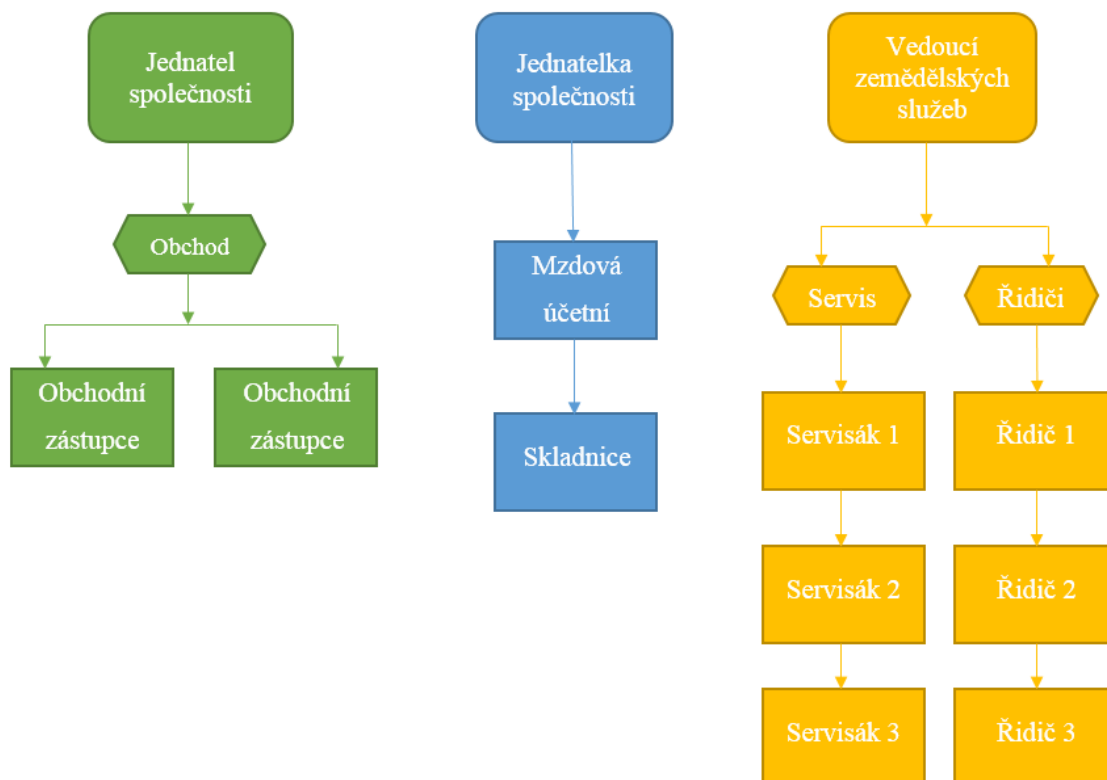 Jednatel
společnosti
Obchod
Obchodní
zástupce
Obchodní
zástupce
Jednatelka
společnosti
Mzdová
účetní
Skladnice
Vedoucí
zemědělských
služeb
Servis
Řidiči
Servisák 1
Řidič 1
Servisák 2
Řidič 2
Servisák 3
Řidič 3